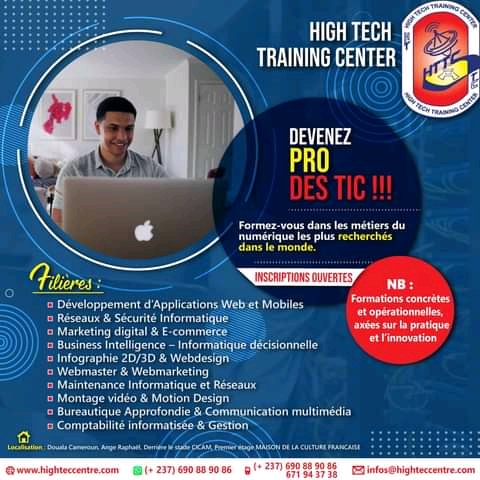 HIGH TECH
TRAINING CENTER
HIGH TECH TRAINING CENTER
HTTC
HIGH TECH TRAINING CENTER
DEVENEZ
PRO
DES TIC !!!
Formez-vous dans les métiers du
numérique les plus recherchés
dans le monde.
INSCRIPTIONS OUVERTES
NB :
Formations concrètes
et opérationnelles,
axées sur la pratique
et l'innovation
Filières :
Développement d'Applications Web et Mobiles
Réseaux & Sécurité Informatique
Marketing digital & E-commerce
Business Intelligence – Informatique décisionnelle
Infographie 2D/3D & Webdesign
Webmaster & Webmarketing
Maintenance Informatique et Réseaux
Montage vidéo & Motion Design
Bureautique Approfondie & Communication multimédia
Comptabilité informatisée & Gestion
Localisation : Douala Cameroun, Ange Raphaël, Derrière le stade CICAM, Premier étage MAISON DE LA CULTURE FRANCAISE
www.highteccentre.com
(+ 237) 690 88 90 86
(+ 237) 690 88 90 86
671 94 37 38
infos@highteccentre.com